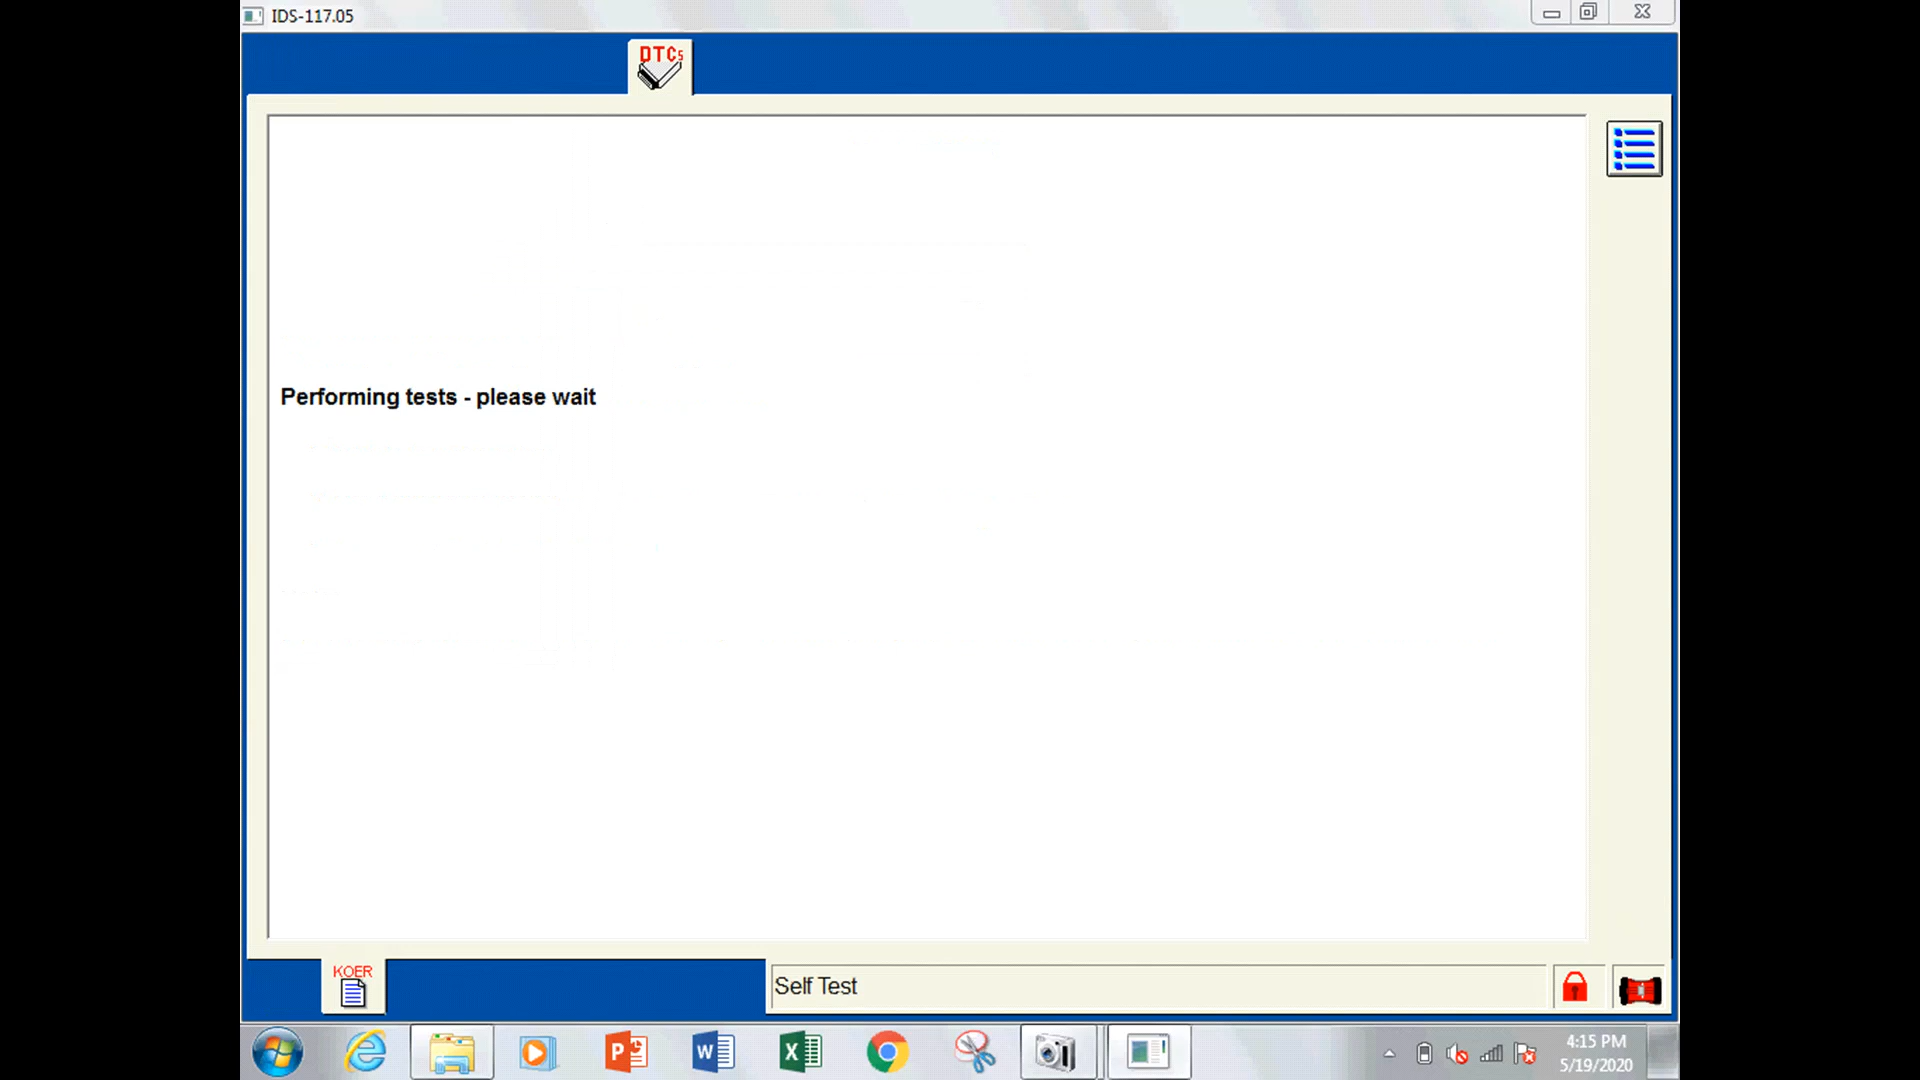 IDS-117.05
DTCs
Performing tests - please wait
KOER
Self Test
4:15 PM
5/19/2020